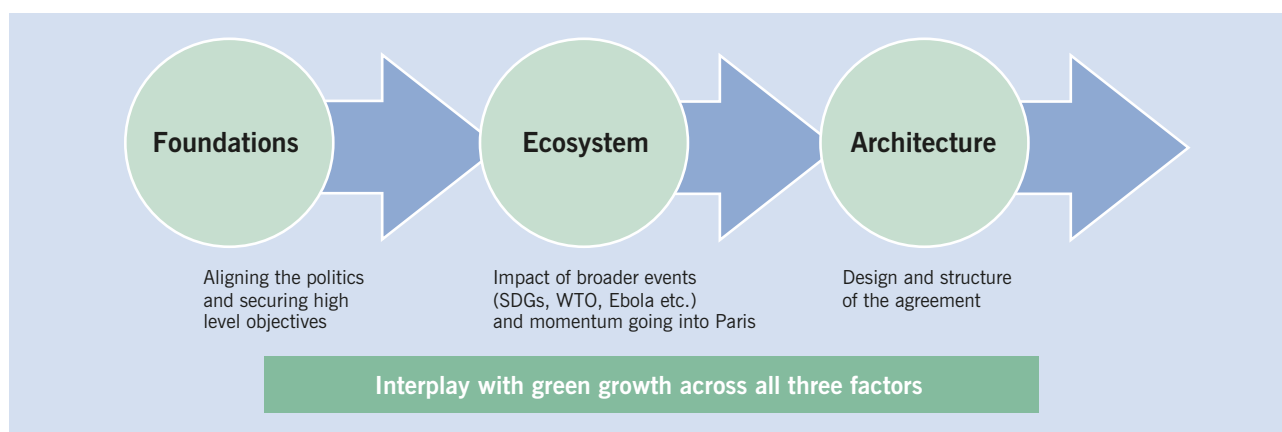 Foundations
Ecosystem
Architecture
Aligning the politics
and securing high
level objectives
Impact of broader events
(SDGs, WTO, Ebola etc.)
and momentum going into Paris
Design and structure
of the agreement
Interplay with green growth across all three factors